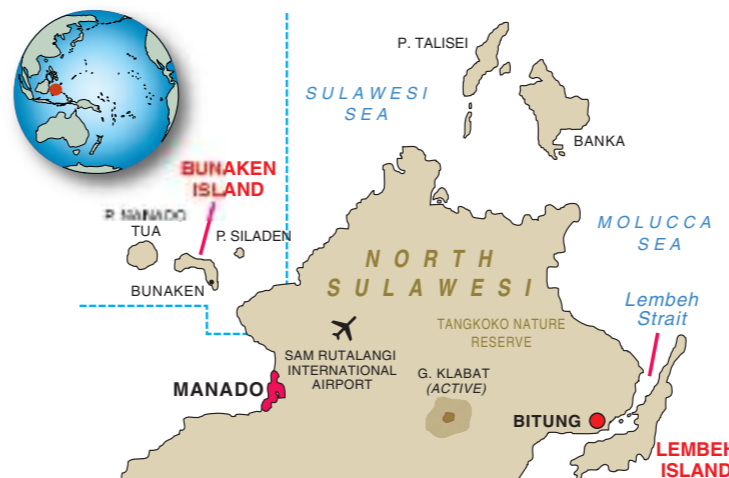 P. TALISEI
SULAWESI
SEA
BANKA
BUNAKEN
ISLAND
P. MANADO
TUA
P. SILADEN
BUNAKEN
MOLUCCA
SEA
NORTH
SULAWESI
Lembeh
Strait
TANGKOKO NATURE
RESERVE
SAM RUTALANGI
INTERNATIONAL
AIRPORT
G. KLABAT
(ACTIVE)
MANADO
BITUNG
LEMBEH
ISLAND